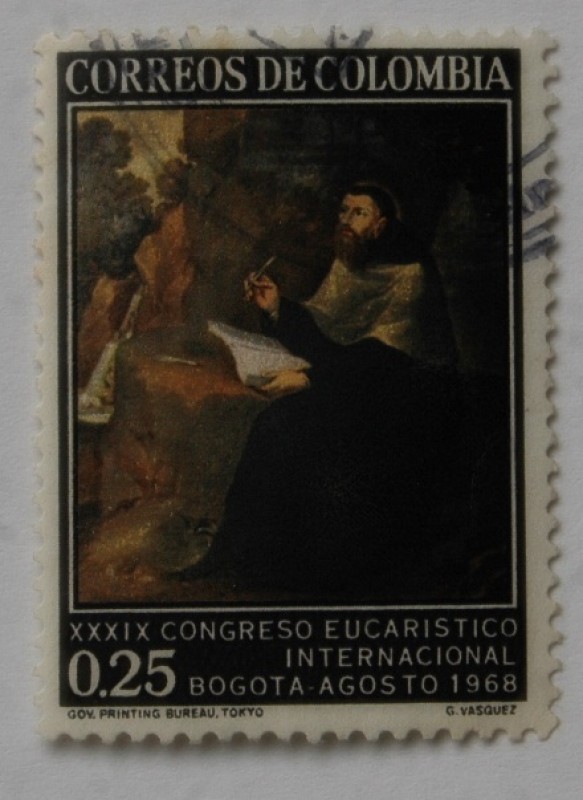 CORREOS DE COLOMBIA
XXXIX CONGRESO EUCARISTICO
INTERNACIONAL
0.25 BOGOTA-AGOSTO 1968
GOV. PRINTING BUREAU, TOKYO G. VASQUEZ